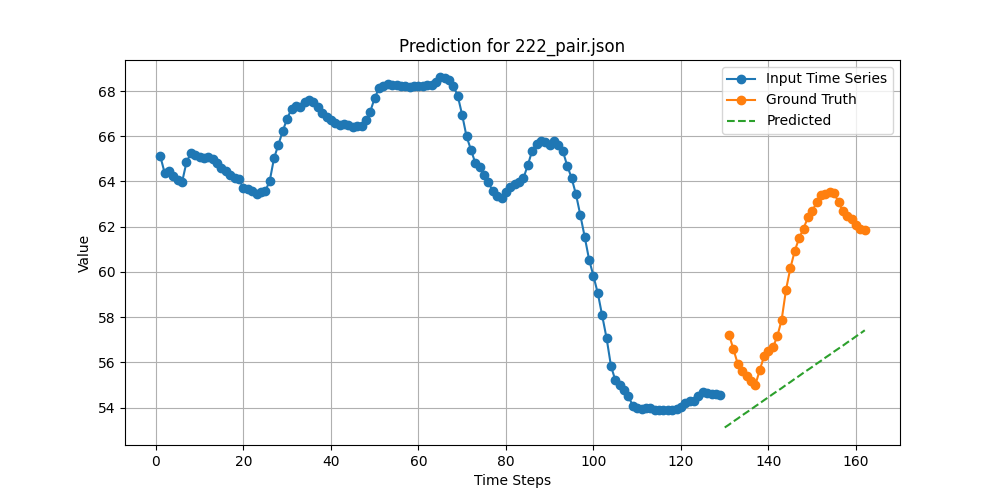 Prediction for 222_pair.json
Input Time Series
Ground Truth
Predicted
Value
68
66
64
62
60
58
56
54
0 20 40 60 80 100 120 140 160
Time Steps